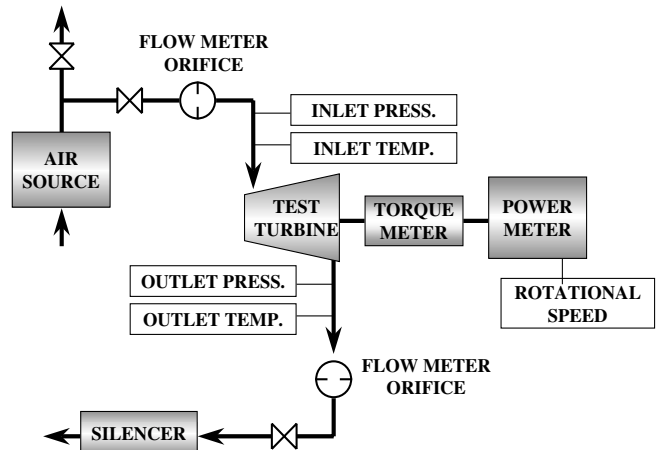 FLOW METER
ORIFICE
INLET PRESS.
INLET TEMP.
AIR
SOURCE
TEST
TURBINE
TORQUE
METER
POWER
METER
OUTLET PRESS.
OUTLET TEMP.
ROTATIONAL
SPEED
FLOW METER
ORIFICE
SILENCER